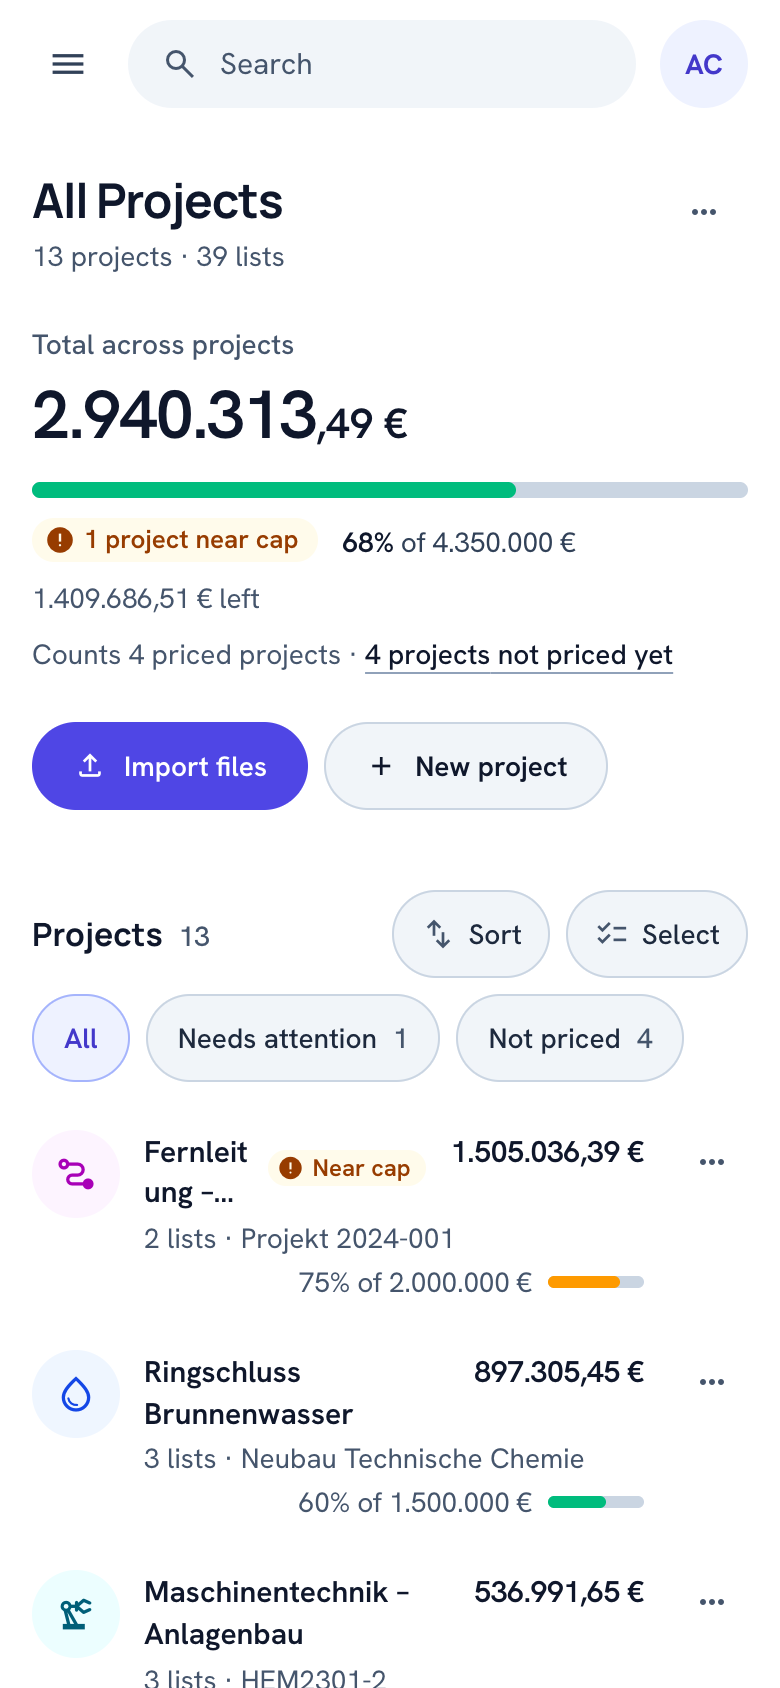 Search
AC
All Projects
13 projects · 39 lists
Total across projects
2.940.313,49 €
1 project near cap
68% of 4.350.000 €
1.409.686,51 € left
Counts 4 priced projects · 4 projects not priced yet
Import files
New project
Projects 13
Sort
Select
All
Needs attention 1
Not priced 4
Fernleit
ung –...
Near cap
1.505.036,39 €
2 lists · Projekt 2024-001
75% of 2.000.000 €
Ringschluss
Brunnenwasser
897.305,45 €
3 lists · Neubau Technische Chemie
60% of 1.500.000 €
Maschinentechnik –
Anlagenbau
536.991,65 €
3 lists · HEM2301-2